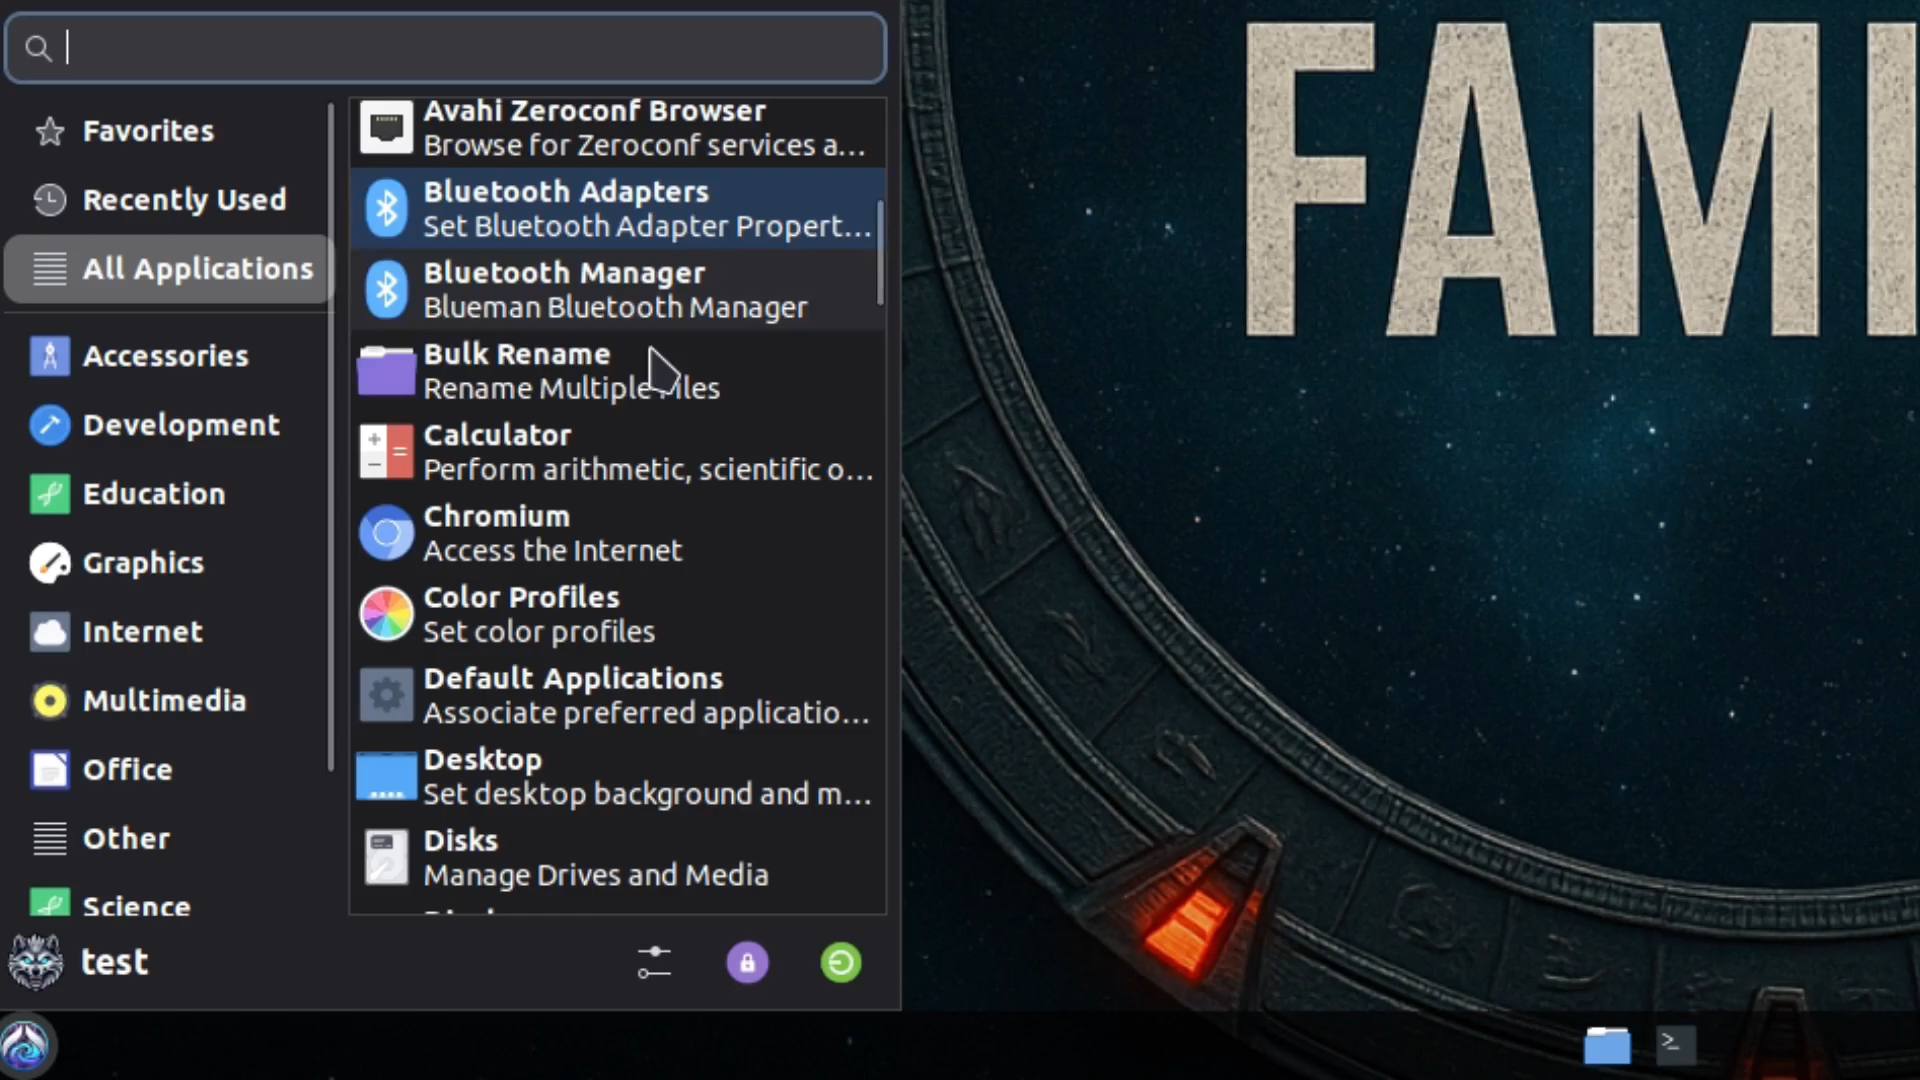 Favorites
Recently Used
All Applications
Accessories
Development
Education
Graphics
Internet
Multimedia
Office
Other
Science
test
Avahi Zeroconf Browser
Browse for Zeroconf services a...
Bluetooth Adapters
Set Bluetooth Adapter Propert...
Bluetooth Manager
Blueman Bluetooth Manager
Bulk Rename
Rename Multiple Files
Calculator
Perform arithmetic, scientific o...
Chromium
Access the Internet
Color Profiles
Set color profiles
Default Applications
Associate preferred applicatio...
Desktop
Set desktop background and m...
Disks
Manage Drives and Media
FAMI